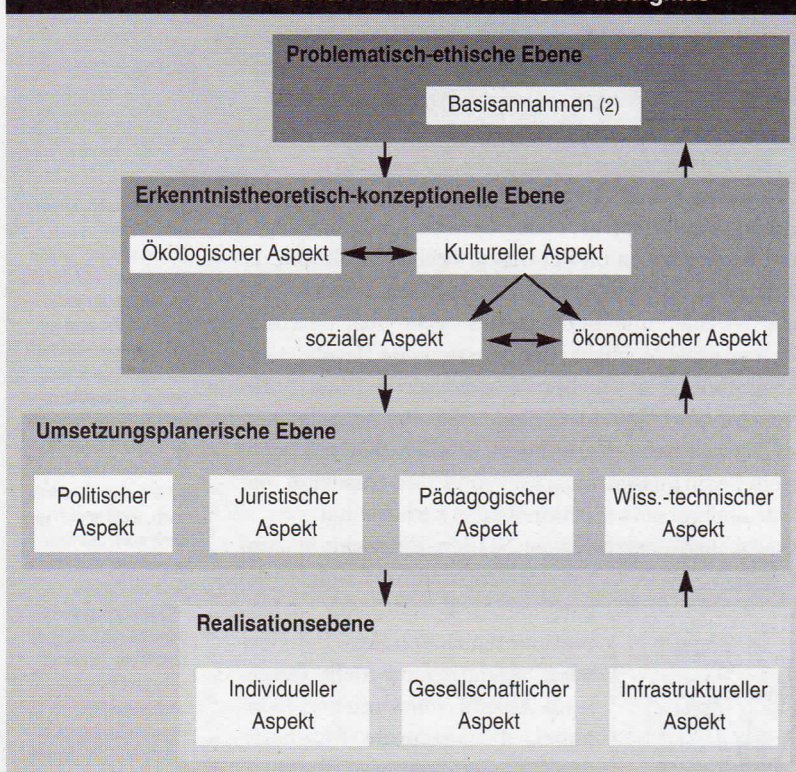 Problematisch-ethische Ebene
Basisannahmen (2)
Erkenntnistheoretisch-konzeptionelle Ebene
Ökologischer Aspekt
Kultureller Aspekt
sozialer Aspekt
ökonomischer Aspekt
Umsetzungsplanerische Ebene
Politischer
Aspekt
Juristischer
Aspekt
Pädagogischer
Aspekt
Wiss.-technischer
Aspekt
Realisationsebene
Individueller
Aspekt
Gesellschaftlicher
Aspekt
Infrastruktureller
Aspekt